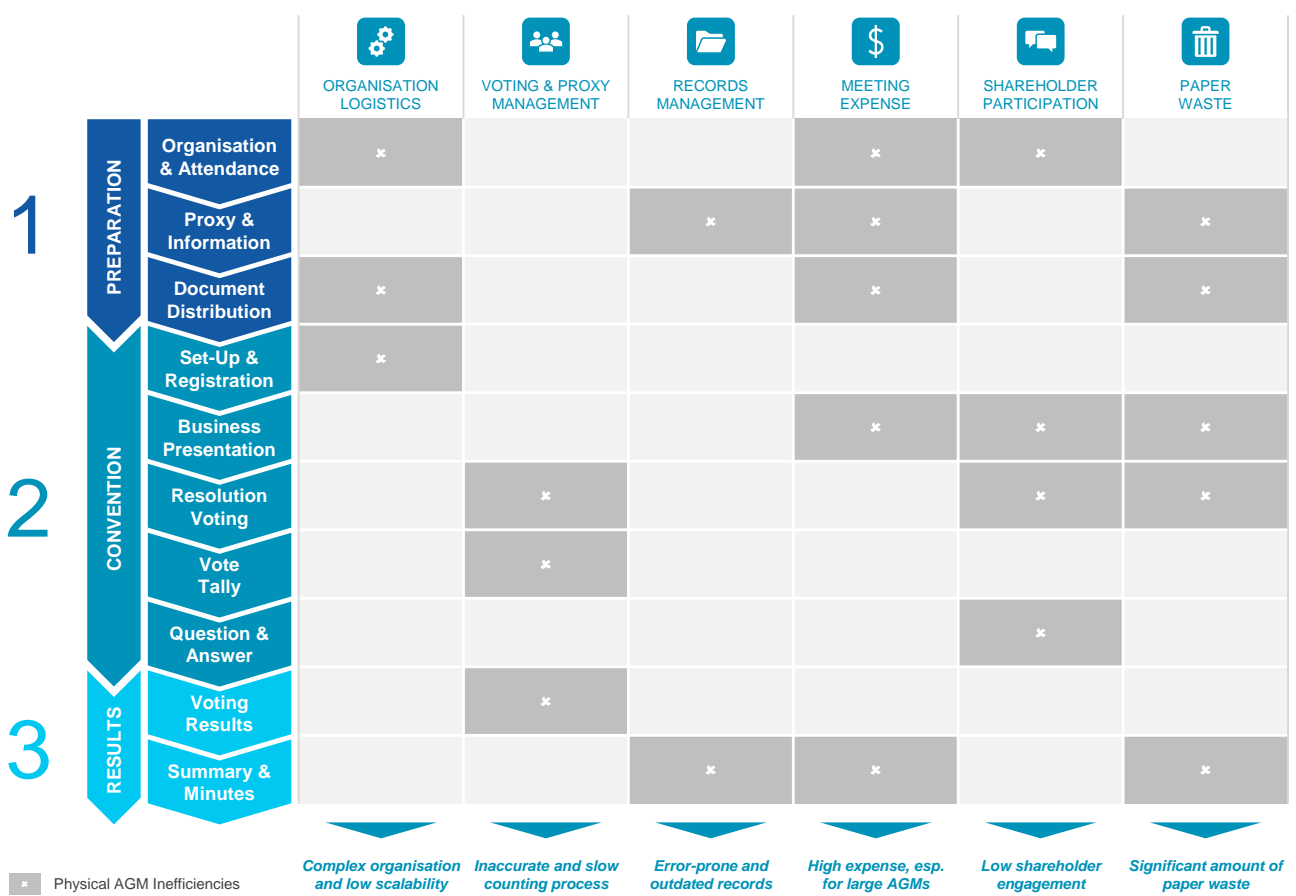 ORGANISATION
LOGISTICS
VOTING & PROXY
MANAGEMENT
RECORDS
MANAGEMENT
MEETING
EXPENSE
SHAREHOLDER
PARTICIPATION
PAPER
WASTE
1
PREPARATION
Organisation
& Attendance
Proxy &
Information
Document
Distribution
2
CONVENTION
Set-Up &
Registration
Business
Presentation
Resolution
Voting
Vote
Tally
Question &
Answer
3
RESULTS
Voting
Results
Summary &
Minutes
Complex organisation
and low scalability
Inaccurate and slow
counting process
Error-prone and
outdated records
High expense, esp.
for large AGMs
Low shareholder
engagement
Significant amount of
paper waste
Physical AGM Inefficiencies